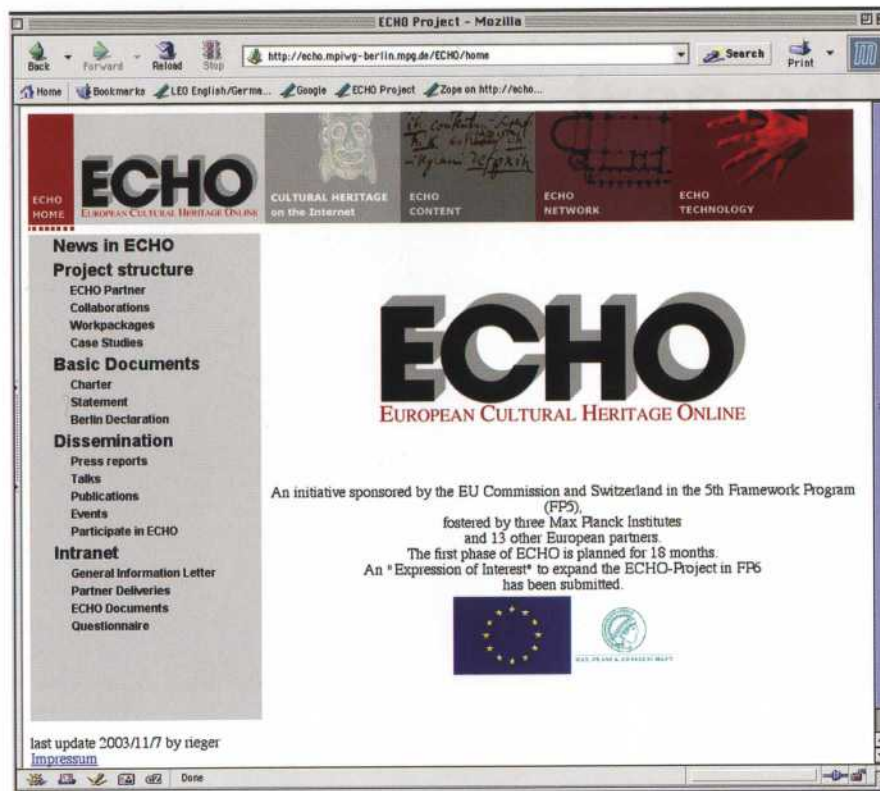 ECHO Project - Mozilla
Back
Forward
Reload
Stop
http://echo.mpiwg-berlin.mpg.de/ECHO/home
Search
Print
Home
Bookmarks
LEO English/Germa...
Google
ECHO Project
Zope on http://echo...
ECHO
HOME
ECHO
EUROPEAN CULTURAL HERITAGE ONLINE
CULTURAL HERITAGE
on the Internet
ECHO
CONTENT
ECHO
NETWORK
ECHO
TECHNOLOGY
News in ECHO
Project structure
ECHO Partner
Collaborations
Workpackages
Case Studies
Basic Documents
Charter
Statement
Berlin Declaration
Dissemination
Press reports
Talks
Publications
Events
Participate in ECHO
Intranet
General Information Letter
Partner Deliveries
ECHO Documents
Questionnaire
ECHO
EUROPEAN CULTURAL HERITAGE ONLINE
An initiative sponsored by the EU Commission and Switzerland in the 5th Framework Program
(FP5),
fostered by three Max Planck Institutes
and 13 other European partners.
The first phase of ECHO is planned for 18 months.
An "Expression of Interest" to expand the ECHO-Project in FP6
has been submitted.
MAX-PLANCK-GESELLSCHAFT
last update 2003/11/7 by rieger
Impressum
Done